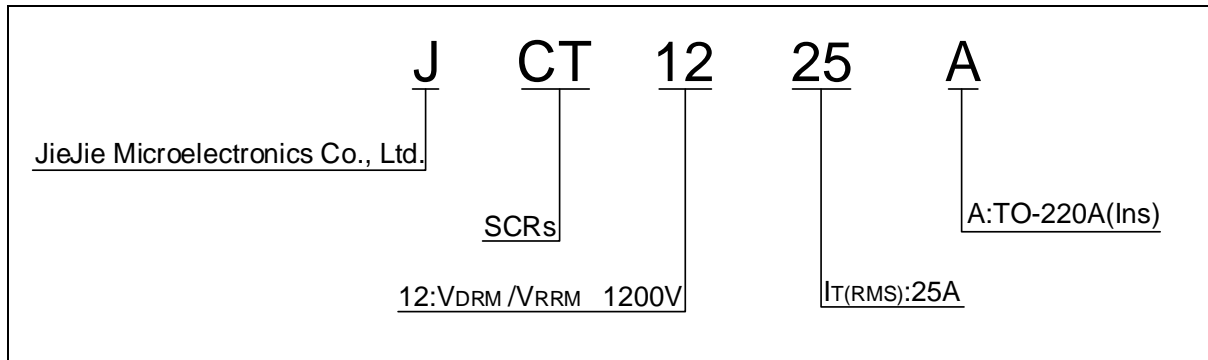 J CT 12 25 A
JieJie Microelectronics Co., Ltd.
A:TO-220A(Ins)
SCRs
12:VDRM /VRRM 1200V
IT(RMS):25A